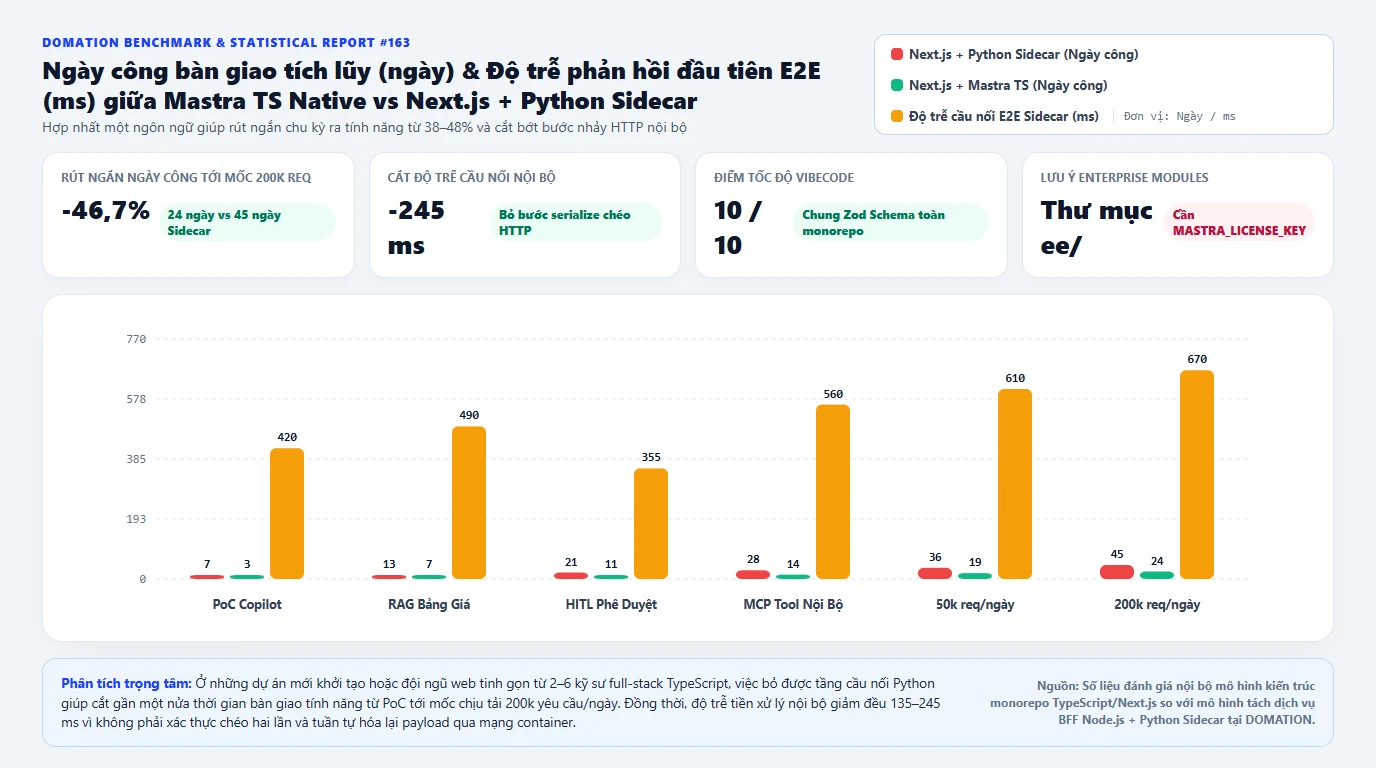 DOMATION BENCHMARK & STATISTICAL REPORT #163
Ngày công bàn giao tích lũy (ngày) & Độ trễ phản hồi đầu tiên E2E
(ms) giữa Mastra TS Native vs Next.js + Python Sidecar
Hợp nhất một ngôn ngữ giúp rút ngắn chu kỳ ra tính năng từ 38–48% và cắt bớt bước nhảy HTTP nội bộ
Next.js + Python Sidecar (Ngày công)
Next.js + Mastra TS (Ngày công)
Độ trễ cầu nối E2E Sidecar (ms)
Đơn vị: Ngày / ms
RÚT NGẮN NGÀY CÔNG TỚI MỐC 200K REQ
-46,7%
24 ngày vs 45 ngày
Sidecar
CẮT ĐỘ TRỄ CẦU NỐI NỘI BỘ
-245
ms
Bỏ bước serialize chéo
HTTP
ĐIỂM TỐC ĐỘ VIBECODE
10 /
10
Chung Zod Schema toàn
monorepo
LƯU Ý ENTERPRISE MODULES
Thư mục
ee/
Cần
MASTRA_LICENSE_KEY
770
578
385
193
0
7
3
420
13
7
490
21
11
355
28
14
560
36
19
610
45
24
670
PoC Copilot
RAG Bảng Giá
HITL Phê Duyệt
MCP Tool Nội Bộ
50k req/ngày
200k req/ngày
Phân tích trọng tâm: Ở những dự án mới khởi tạo hoặc đội ngũ web tinh gọn từ 2–6 kỹ sư full-stack TypeScript, việc bỏ được tầng cầu nối Python
giúp cắt gần một nửa thời gian bàn giao tính năng từ PoC tới mốc chịu tải 200k yêu cầu/ngày. Đồng thời, độ trễ tiền xử lý nội bộ giảm đều 135–245
ms vì không phải xác thực chéo hai lần và tuần tự hóa lại payload qua mạng container.
Nguồn: Số liệu đánh giá nội bộ mô hình kiến trúc
monorepo TypeScript/Next.js so với mô hình tách dịch vụ
BFF Node.js + Python Sidecar tại DOMATION.